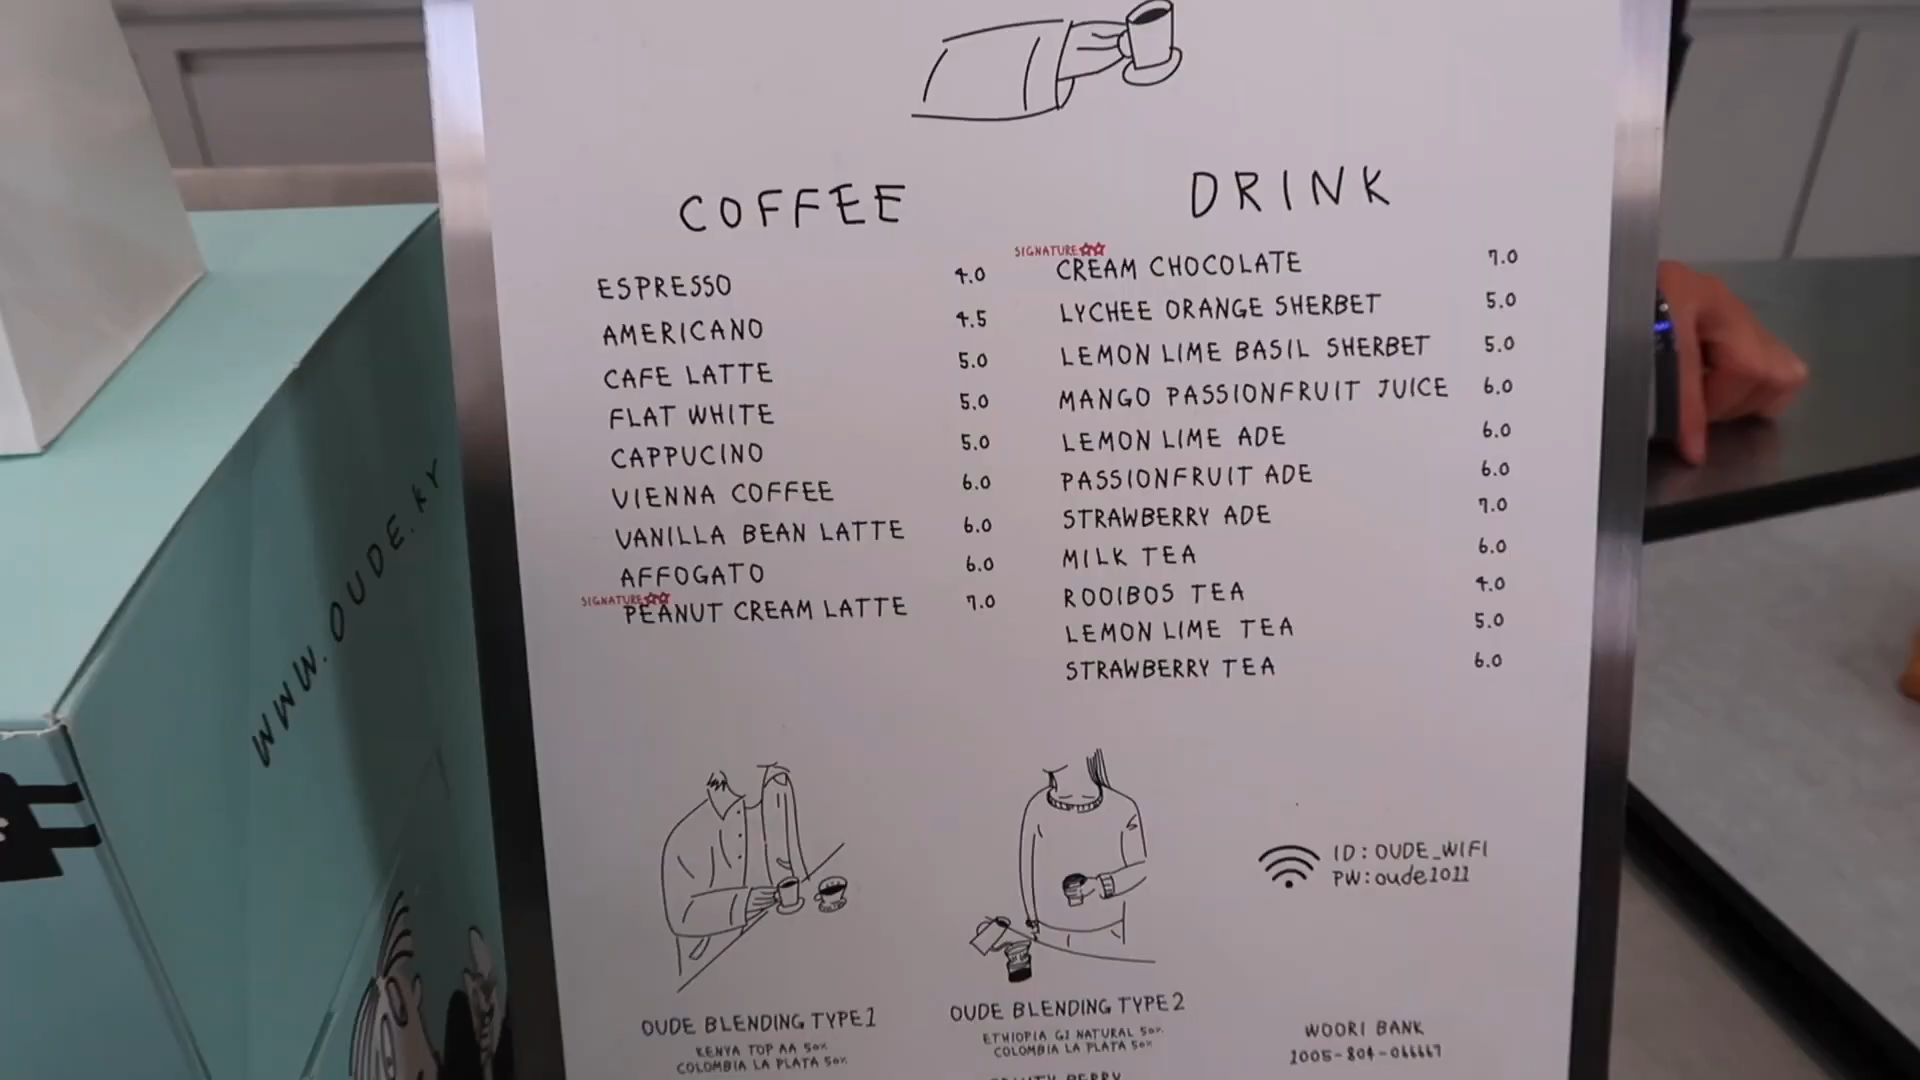 COFFEE
ESPRESSO 4.0
AMERICANO 4.5
CAFE LATTE 5.0
FLAT WHITE 5.0
CAPPUCINO 5.0
VIENNA COFFEE 6.0
VANILLA BEAN LATTE 6.0
AFFOGATO 6.0
SIGNATURE
PEANUT CREAM LATTE 7.0
DRINK
SIGNATURE
CREAM CHOCOLATE 7.0
LYCHEE ORANGE SHERBET 5.0
LEMON LIME BASIL SHERBET 5.0
MANGO PASSIONFRUIT JUICE 6.0
LEMON LIME ADE 6.0
PASSIONFRUIT ADE 6.0
STRAWBERRY ADE 7.0
MILK TEA 6.0
ROOIBOS TEA 4.0
LEMON LIME TEA 5.0
STRAWBERRY TEA 6.0
OUDE BLENDING TYPE 1
KENYA TOP AA 50%
COLOMBIA LA PLATA 50%
OUDE BLENDING TYPE 2
ETHIOPIA G1 NATURAL 50%
COLOMBIA LA PLATA 50%
BERRY
ID: OUDE_WIFI
PW: oude1011
WOORI BANK
1005-804-066667
WWW.OUDE.KY